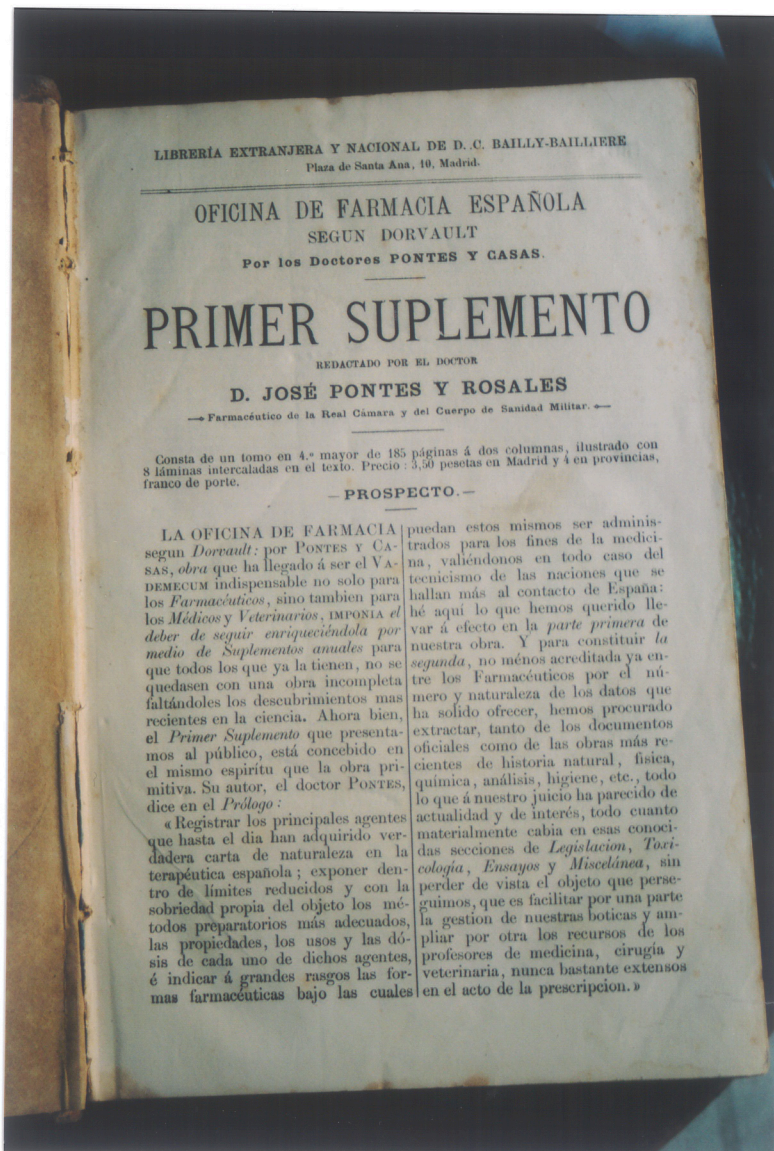 LIBRERÍA EXTRANJERA Y NACIONAL DE D. C. BAILLY-BAILLIERE
Plaza de Santa Ana, 10, Madrid.
OFICINA DE FARMACIA ESPAÑOLA
SEGUN DORVAULT
Por los Doctores PONTES Y CASAS.
PRIMER SUPLEMENTO
REDACTADO POR EL DOCTOR
D. JOSÉ PONTES Y ROSALES
Farmacéutico de la Real Cámara y del Cuerpo de Sanidad Militar.
Consta de un tomo en 4.º mayor de 185 páginas á dos columnas, ilustrado con
8 láminas intercaladas en el texto. Precio: 3,50 pesetas en Madrid y 4 en provincias,
franco de porte.
—PROSPECTO.—
LA OFICINA DE FARMACIA
segun Dorvault: por PONTES Y CA-
SAS, obra que ha llegado á ser el VA-
DEMECUM indispensable no solo para
los Farmacéuticos, sino tambien para
los Médicos y Veterinarios, IMPONIA el
deber de seguir enriqueciéndola por
medio de Suplementos anuales para
que todos los que ya la tienen, no se
quedasen con una obra incompleta
faltándoles los descubrimientos mas
recientes en la ciencia. Ahora bien,
el Primer Suplemento que presenta-
mos al público, está concebido en
el mismo espirítu que la obra pri-
mitiva. Su autor, el doctor PONTES,
dice en el Prólogo:
«Registrar los principales agentes
que hasta el dia han adquirido ver-
dadera carta de naturaleza en la
terapéutica española; exponer den-
tro de límites reducidos y con la
sobriedad propia del objeto los mé-
todos preparatorios más adecuados,
las propiedades, los usos y las dó-
sis de cada uno de dichos agentes,
é indicar á grandes rasgos las for-
mas farmacéuticas bajo las cuales
puedan estos mismos ser adminis-
trados para los fines de la medici-
na, valiéndonos en todo caso del
tecnicismo de las naciones que se
hallan más al contacto de España:
hé aquí lo que hemos querido lle-
var á efecto en la parte primera de
nuestra obra. Y para constituir la
segunda, no ménos acreditada ya en-
tre los Farmacéuticos por el nú-
mero y naturaleza de los datos que
ha solido ofrecer, hemos procurado
extractar, tanto de los documentos
oficiales como de las obras más re-
cientes de historia natural, física,
química, análisis, higiene, etc., todo
lo que á nuestro juicio ha parecido de
actualidad y de interés, todo cuanto
materialmente cabia en esas conoci-
das secciones de Legislacion, Toxi-
cología, Ensayos y Miscelánea, sin
perder de vista el objeto que perse-
guimos, que es facilitar por una parte
la gestion de nuestras boticas y am-
pliar por otra los recursos de los
profesores de medicina, cirugía y
veterinaria, nunca bastante extensos
en el acto de la prescripcion.»